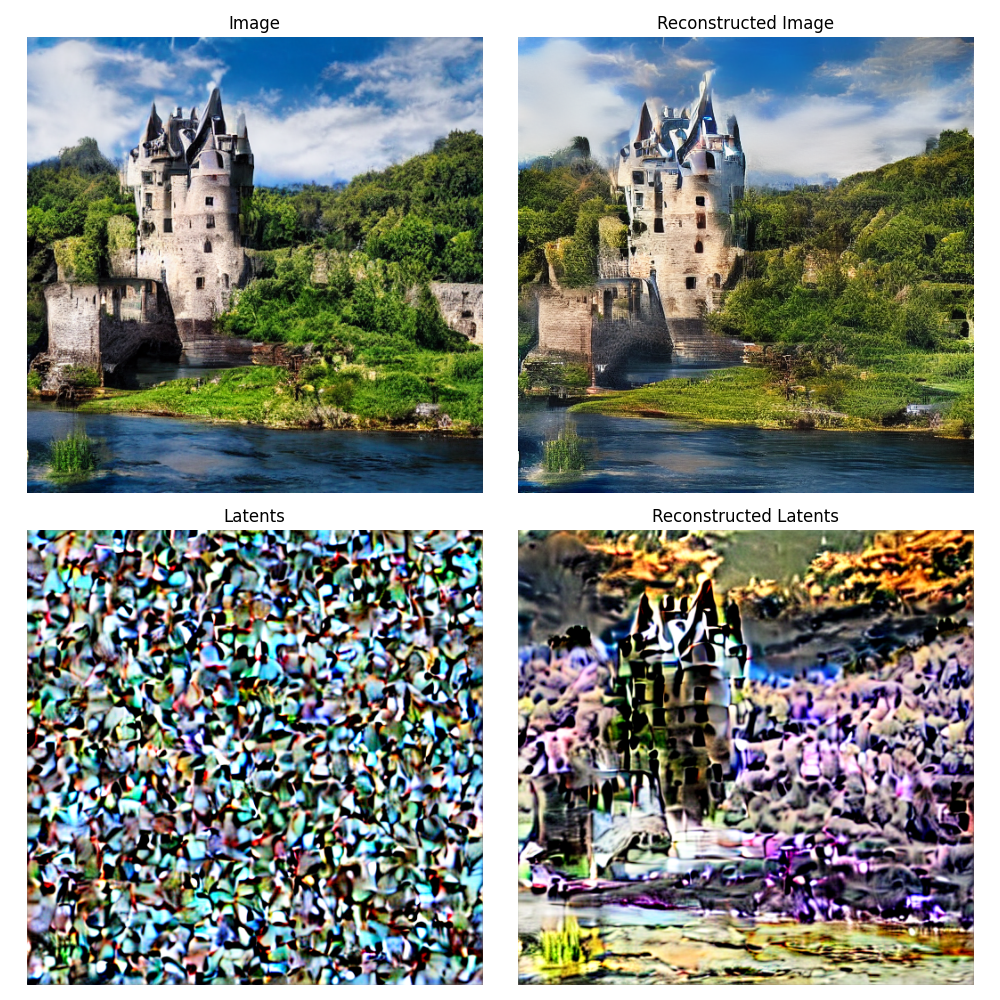 Image
Reconstructed Image
Latents
Reconstructed Latents